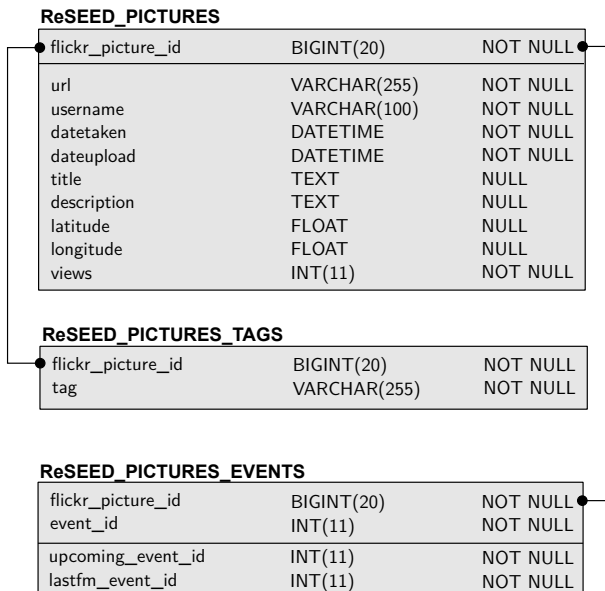 ReSEED_PICTURES
flickr_picture_id BIGINT(20) NOT NULL
url VARCHAR(255) NOT NULL
username VARCHAR(100) NOT NULL
datetaken DATETIME NOT NULL
dateupload DATETIME NOT NULL
title TEXT NULL
description TEXT NULL
latitude FLOAT NULL
longitude FLOAT NULL
views INT(11) NOT NULL
ReSEED_PICTURES_TAGS
flickr_picture_id BIGINT(20) NOT NULL
tag VARCHAR(255) NOT NULL
ReSEED_PICTURES_EVENTS
flickr_picture_id BIGINT(20) NOT NULL
event_id INT(11) NOT NULL
upcoming_event_id INT(11) NOT NULL
lastfm_event_id INT(11) NOT NULL